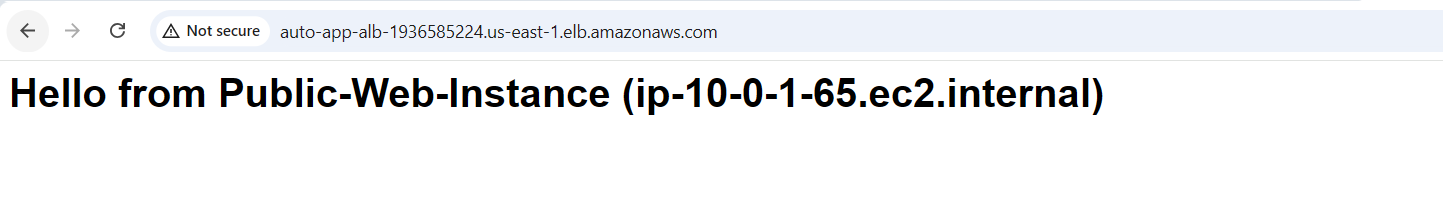 Not secure auto-app-alb-1936585224.us-east-1.elb.amazonaws.com
Hello from Public-Web-Instance (ip-10-0-1-65.ec2.internal)